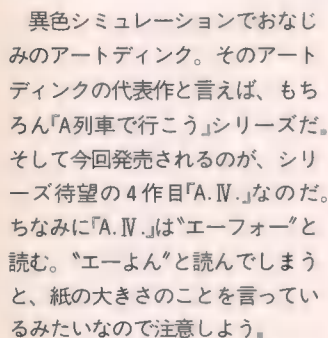 異色シミュレーションでおなじ
みのアートディンク。そのアート
ディンクの代表作と言えば、もち
ろん『A列車で行こう』シリーズだ。
そして今回発売されるのが、シリ
ーズ待望の4作目『A.Ⅳ.』なのだ。
ちなみに『A.Ⅳ.』は〝エーフォー〞と
読む。〝エーよん〞と読んでしまう
と、紙の大きさのことを言ってい
るみたいなので注意しよう。